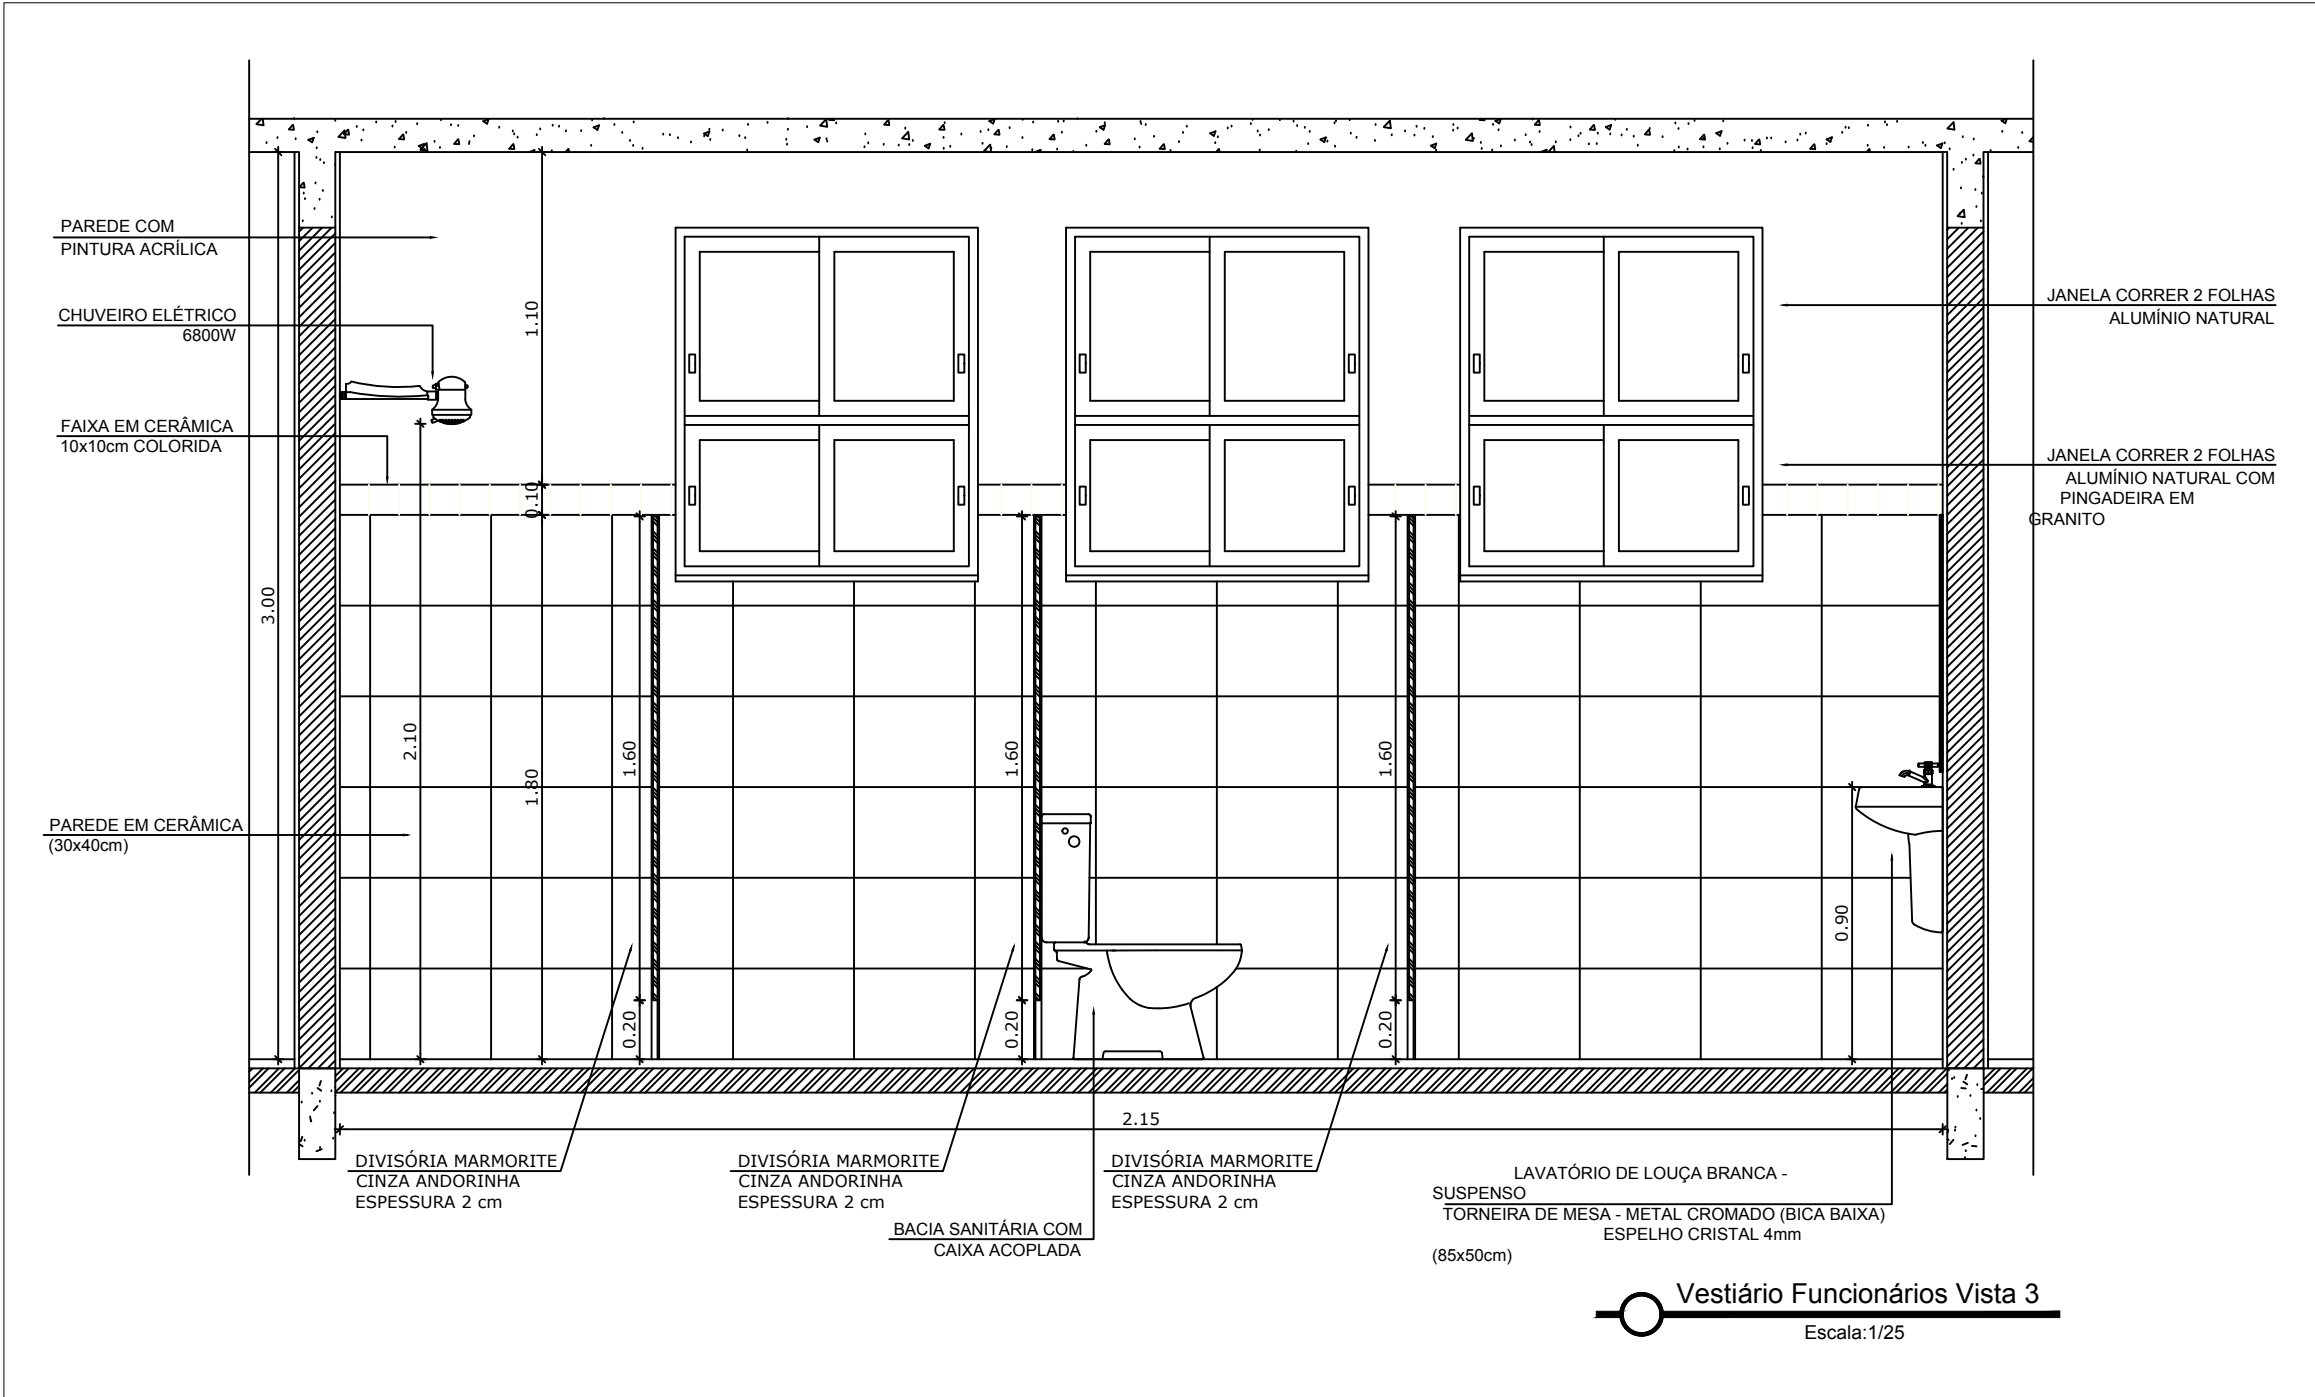 PAREDE COM
PINTURA ACRÍLICA
CHUVEIRO ELÉTRICO
6800W
FAIXA EM CERÂMICA
10x10cm COLORIDA
PAREDE EM CERÂMICA
(30x40cm)
3.00
2.10
1.10
0.10
1.80
1.60
0.20
1.60
0.20
1.60
0.20
0.90
2.15
JANELA CORRER 2 FOLHAS
ALUMÍNIO NATURAL
JANELA CORRER 2 FOLHAS
ALUMÍNIO NATURAL COM
PINGADEIRA EM
GRANITO
DIVISÓRIA MARMORITE
CINZA ANDORINHA
ESPESSURA 2 cm
DIVISÓRIA MARMORITE
CINZA ANDORINHA
ESPESSURA 2 cm
DIVISÓRIA MARMORITE
CINZA ANDORINHA
ESPESSURA 2 cm
BACIA SANITÁRIA COM
CAIXA ACOPLADA
LAVATÓRIO DE LOUÇA BRANCA -
SUSPENSO
TORNEIRA DE MESA - METAL CROMADO (BICA BAIXA)
ESPELHO CRISTAL 4mm
(85x50cm)
Vestiário Funcionários Vista 3
Escala:1/25